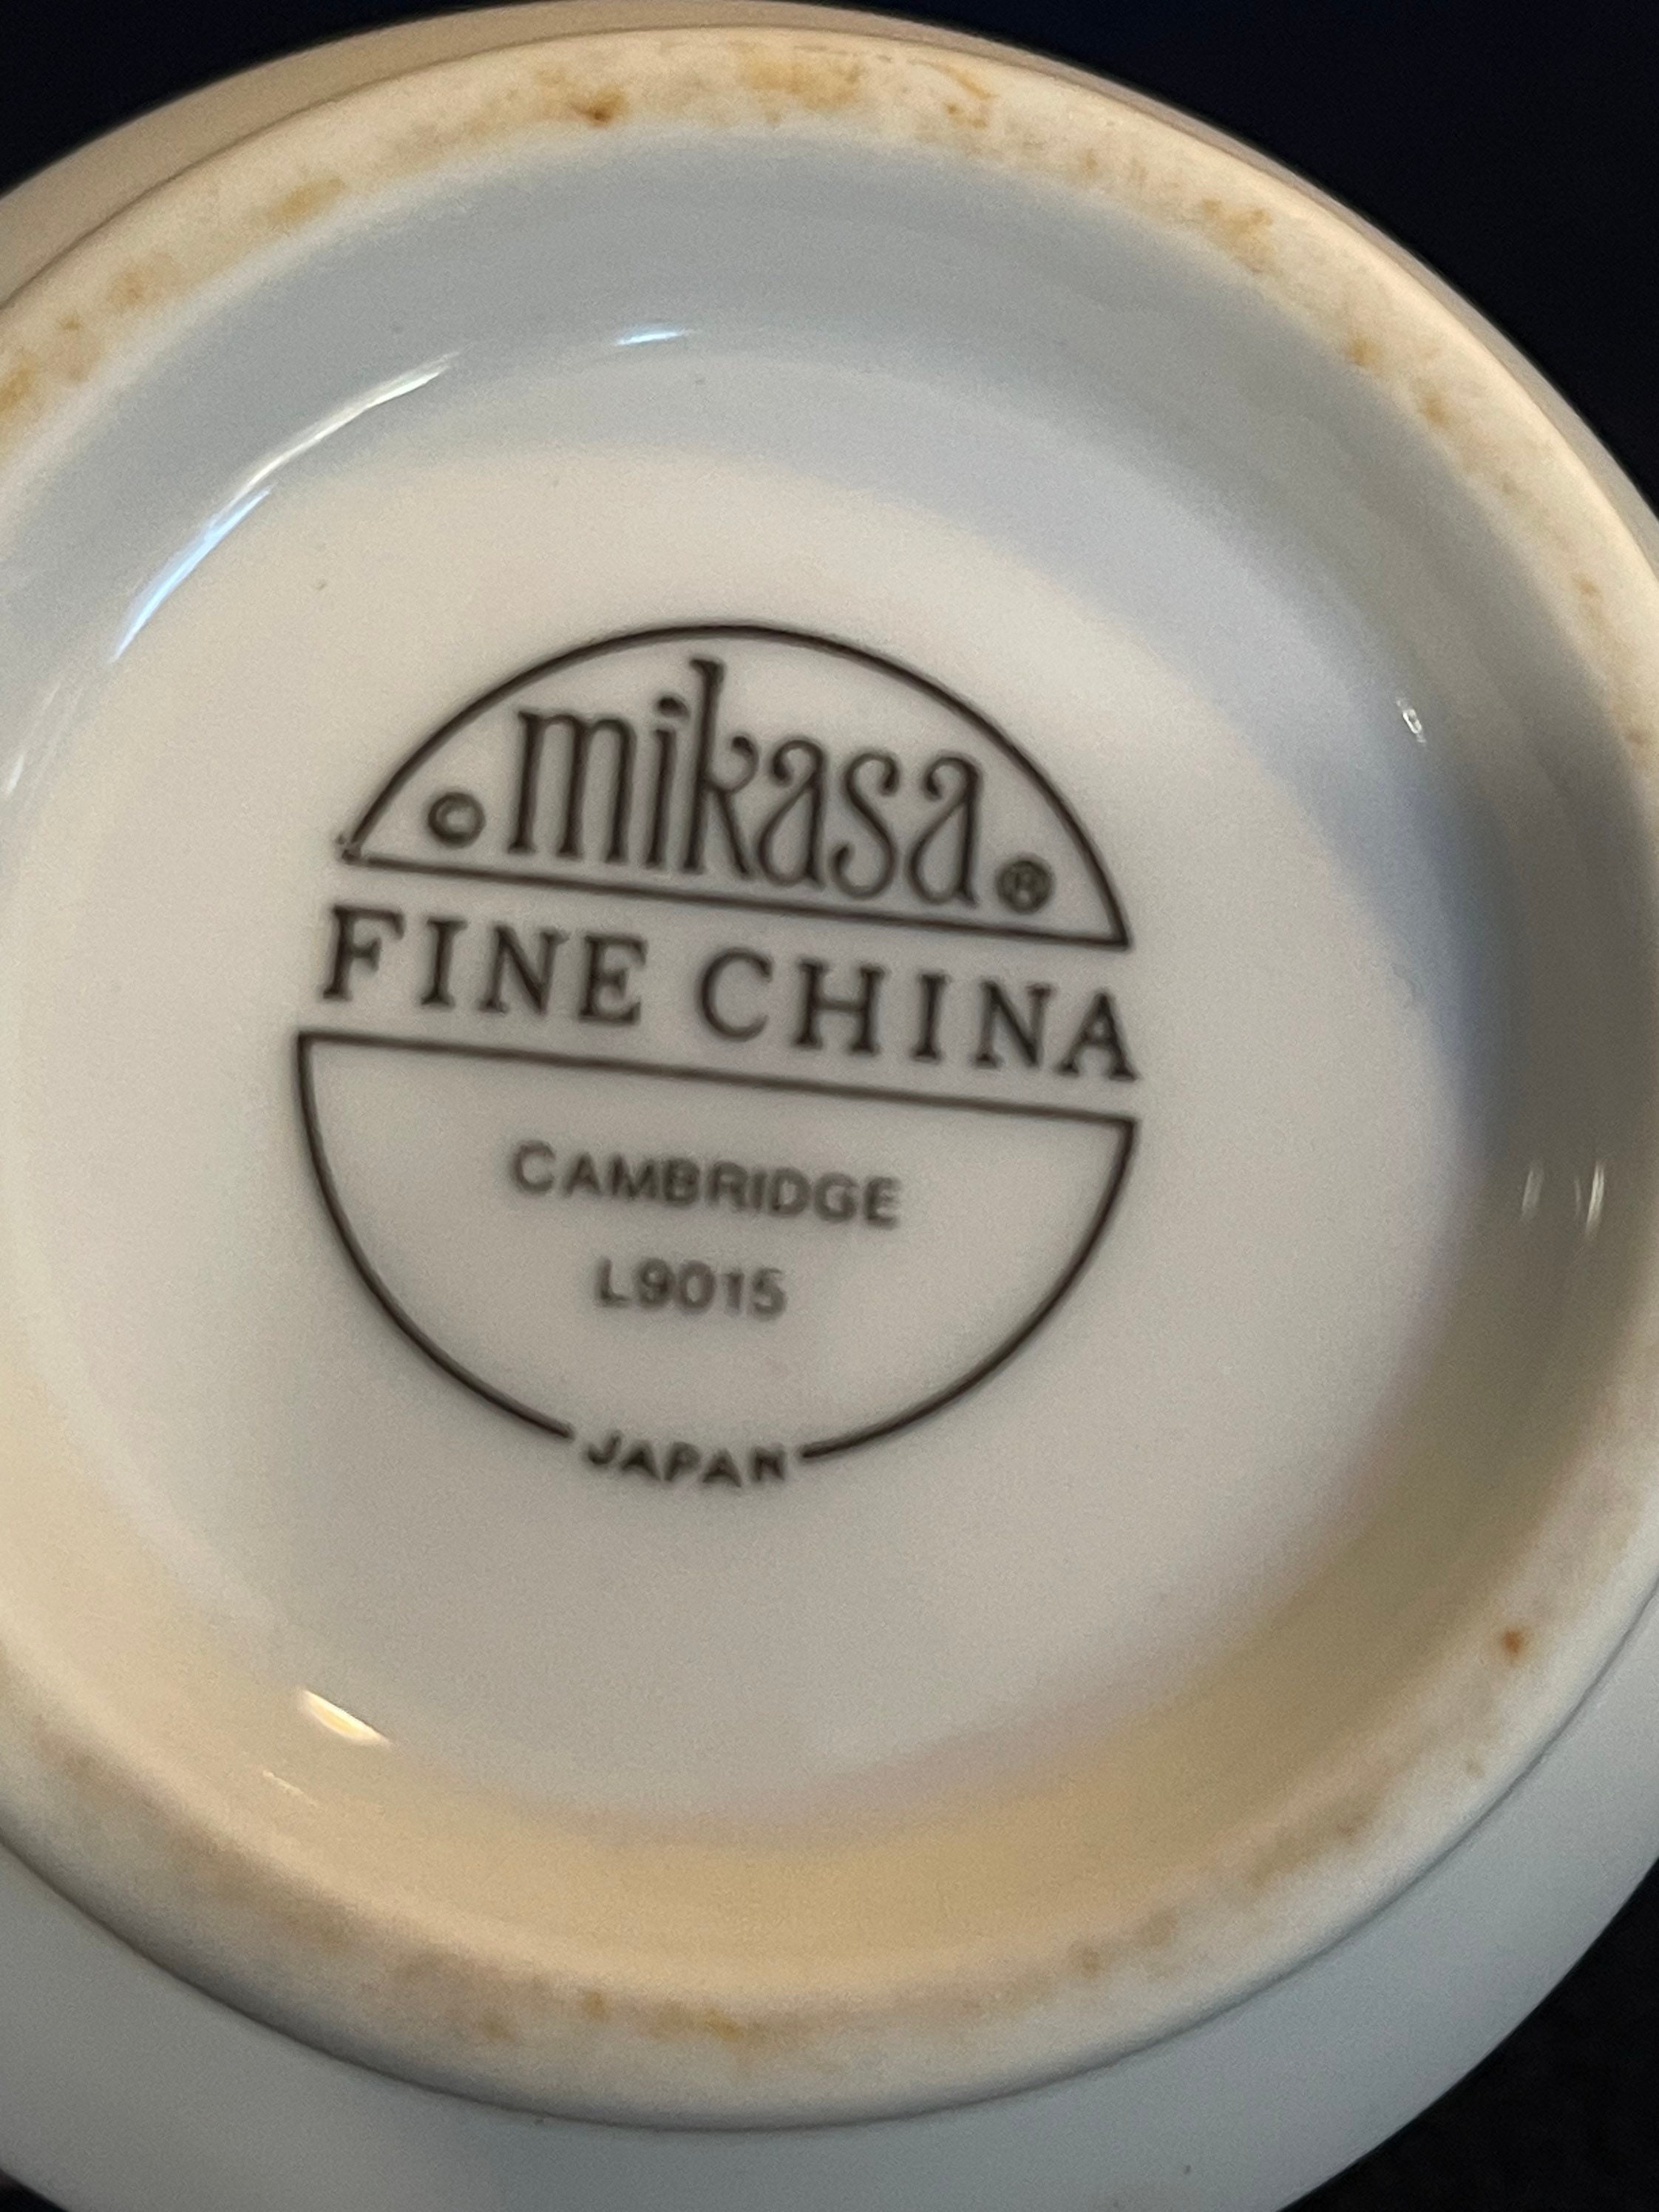 © mikasa ®
FINE CHINA
CAMBRIDGE
L9015
JAPAN